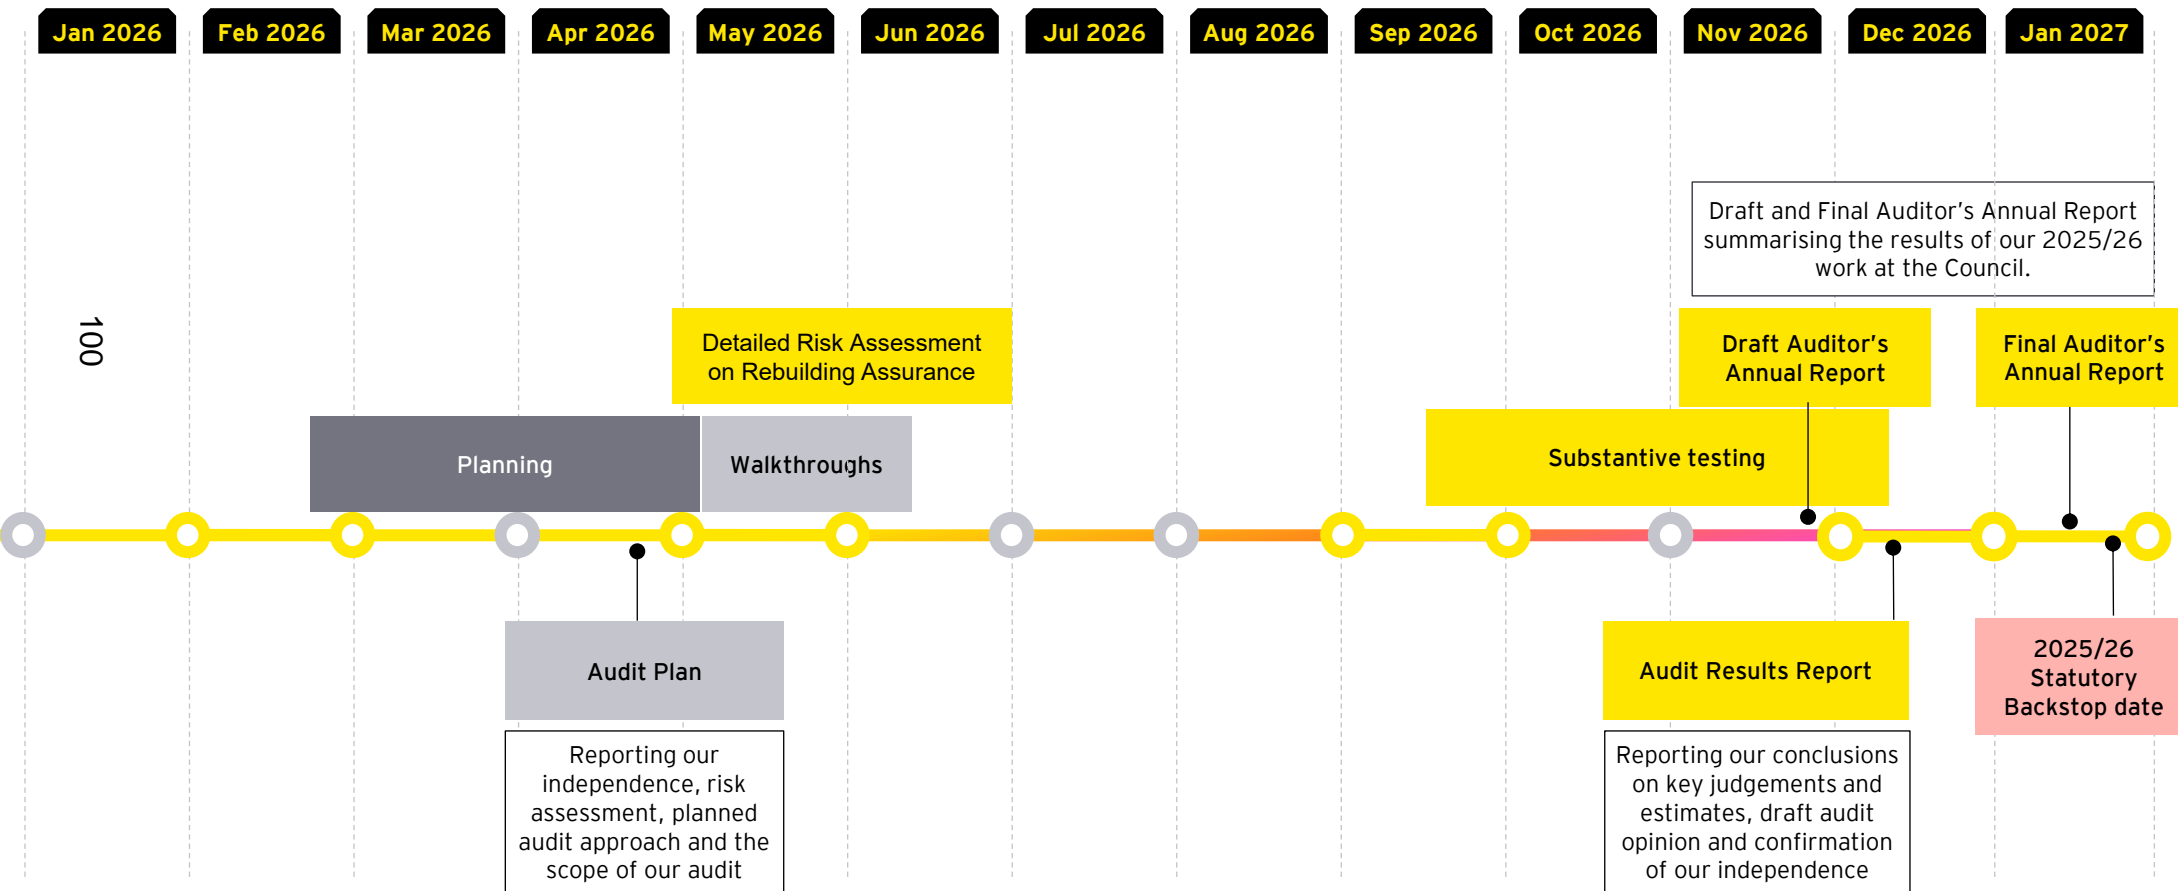 Jan 2026
Feb 2026
Mar 2026
Apr 2026
May 2026
Jun 2026
Jul 2026
Aug 2026
Sep 2026
Oct 2026
Nov 2026
Dec 2026
Jan 2027
Draft and Final Auditor’s Annual Report
summarising the results of our 2025/26
work at the Council.
100
Detailed Risk Assessment
on Rebuilding Assurance
Draft Auditor’s
Annual Report
Final Auditor’s
Annual Report
Planning
Walkthroughs
Substantive testing
Audit Plan
Audit Results Report
2025/26
Statutory
Backstop date
Reporting our
independence, risk
assessment, planned
audit approach and the
scope of our audit
Reporting our conclusions
on key judgements and
estimates, draft audit
opinion and confirmation
of our independence